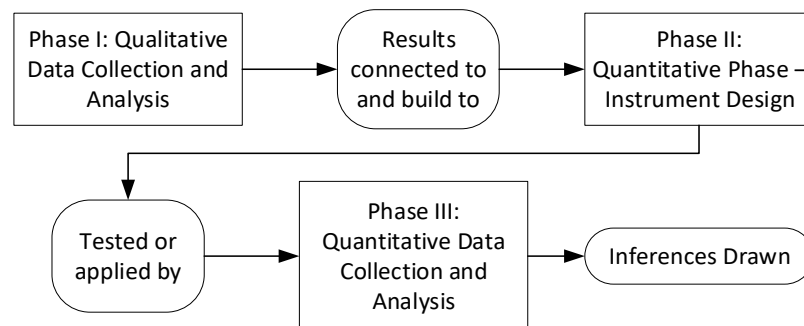 Phase I: Qualitative
Data Collection and
Analysis
Results
connected to
and build to
Phase II:
Quantitative Phase –
Instrument Design
Tested or
applied by
Phase III:
Quantitative Data
Collection and
Analysis
Inferences Drawn